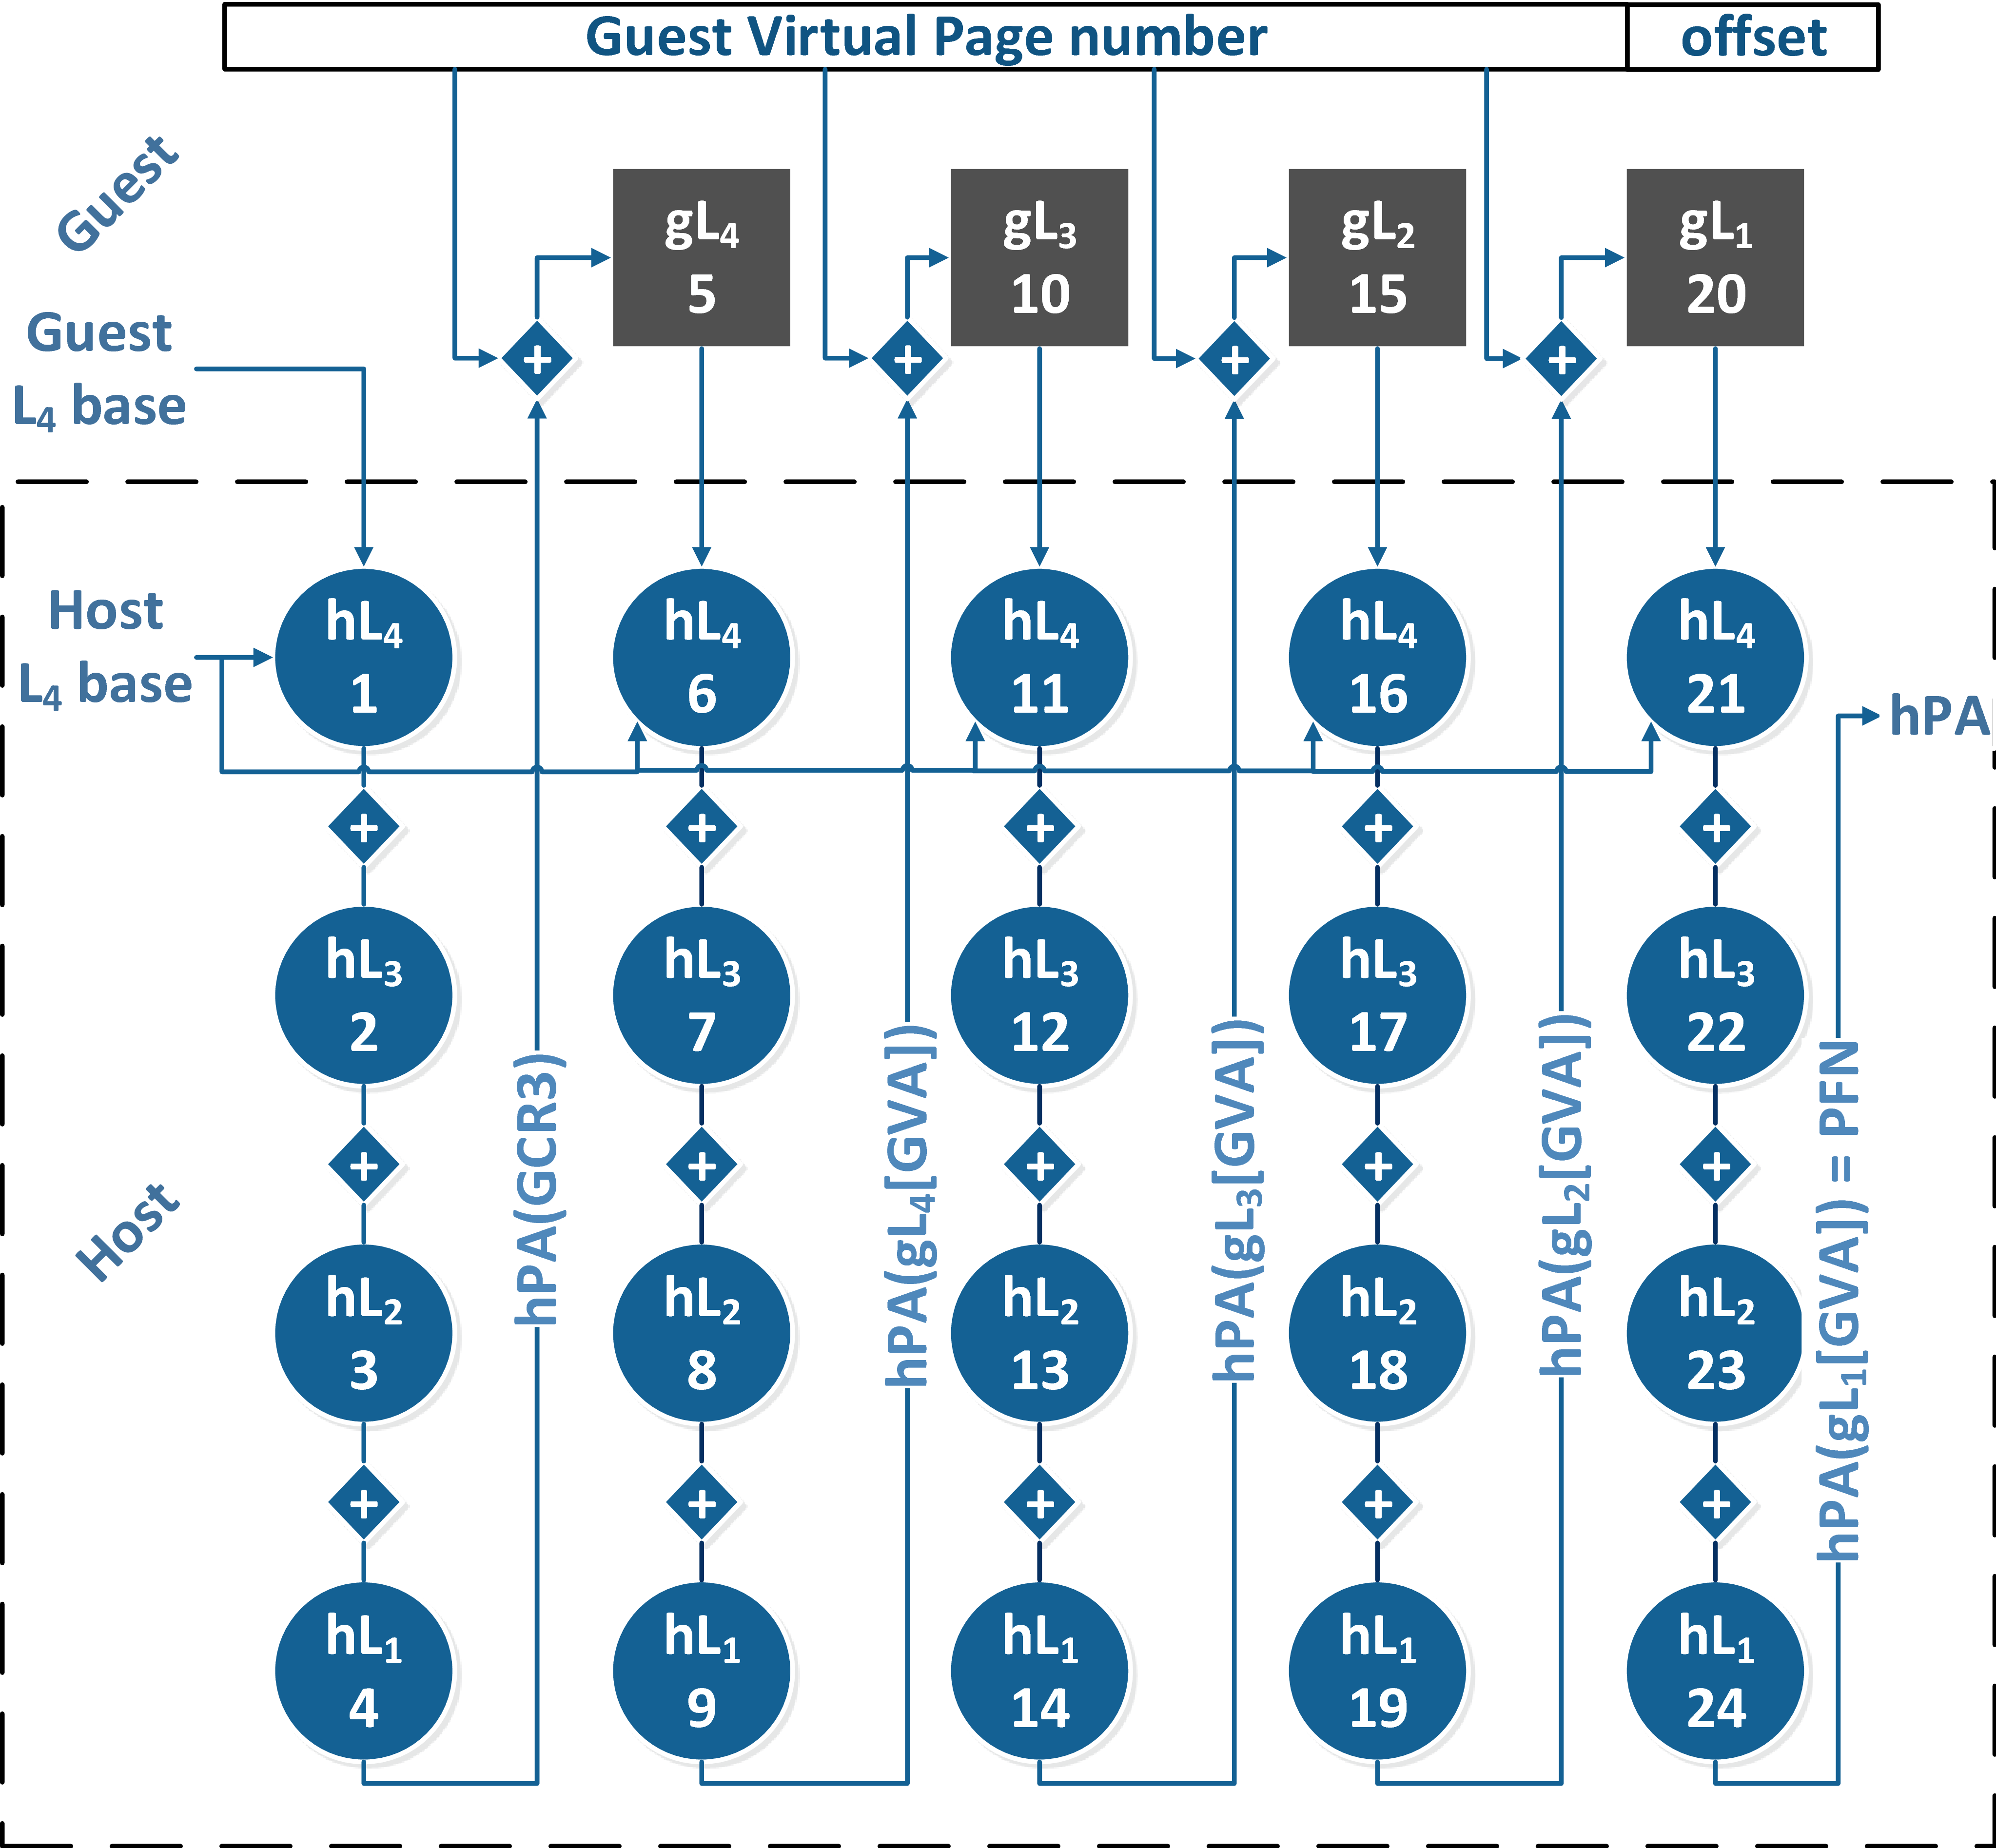 Guest Virtual Page number
offset
Guest
gL4
5
gL3
10
gL2
15
gL1
20
+
+
+
+
Guest
L4 base
Host
L4 base
hL4
1
hL4
6
hL4
11
hL4
16
hL4
21
hPA
+
+
+
+
+
hL3
2
hL3
7
hL3
12
hL3
17
hL3
22
hPA(GCR3)
hPA(gL4[GVA])
hPA(gL3[GVA])
hPA(gL2[GVA])
hPA(gL1[GVA]) = PFN
+
+
+
+
+
Host
hL2
3
hL2
8
hL2
13
hL2
18
hL2
23
+
+
+
+
+
hL1
4
hL1
9
hL1
14
hL1
19
hL1
24